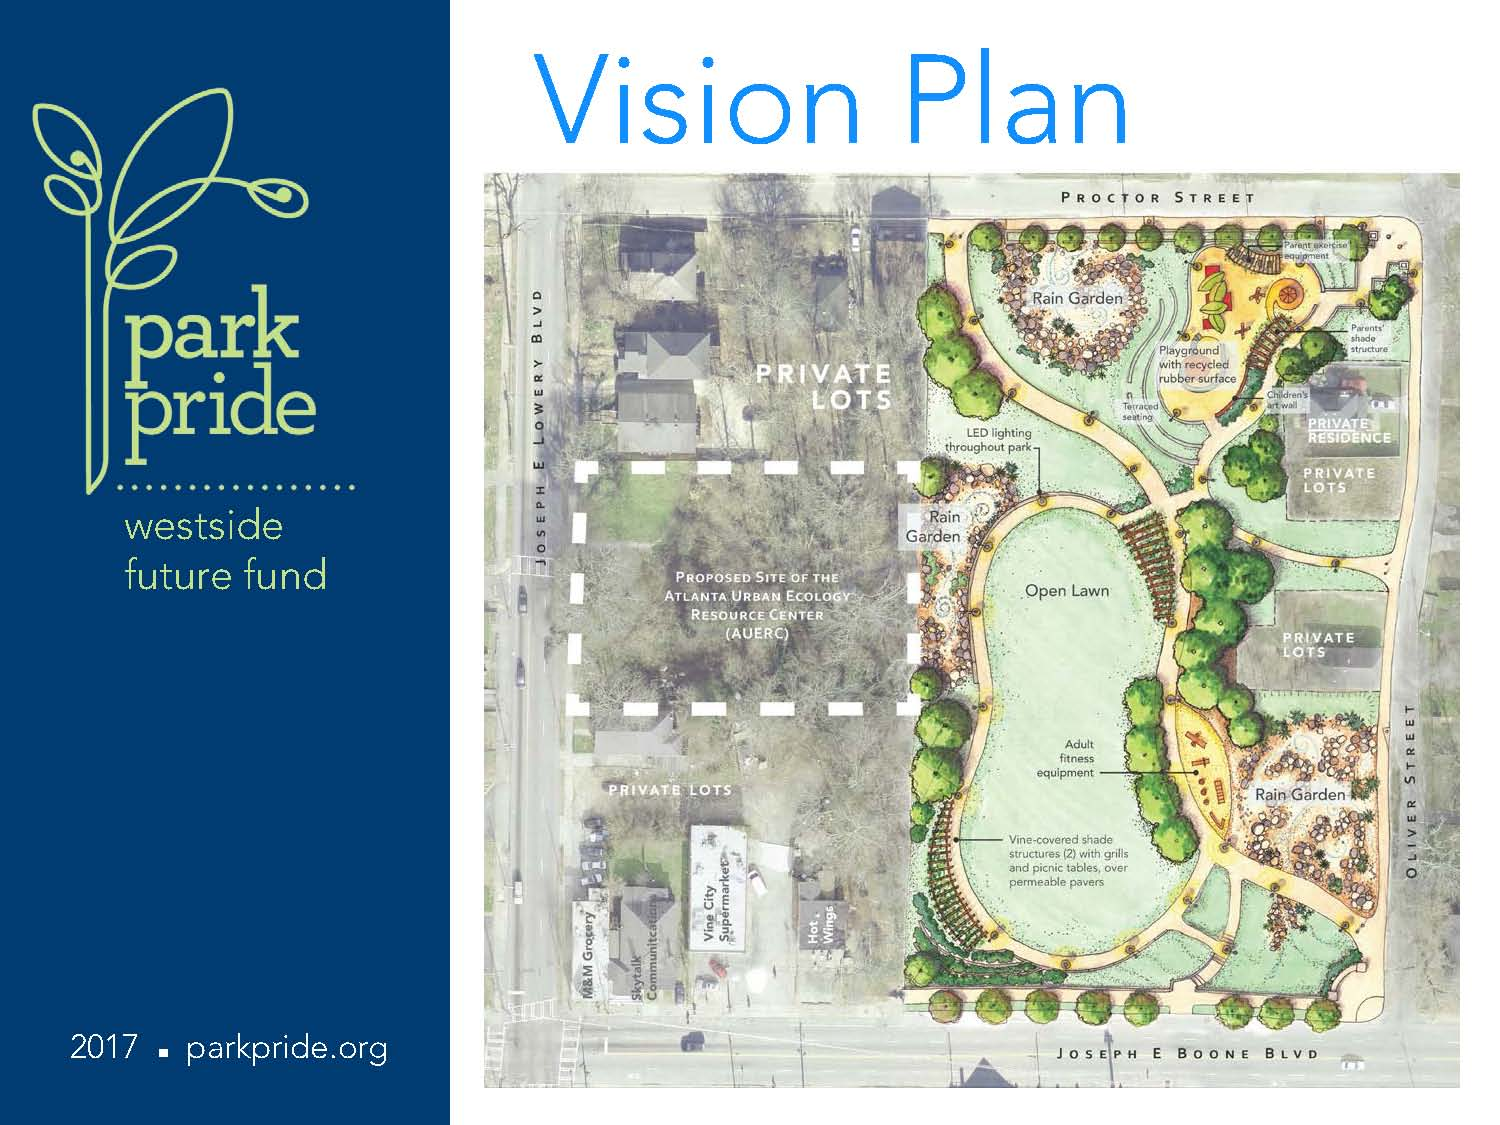 park
pride
westside
future fund
2017 ▪ parkpride.org
Vision Plan
PROCTOR STREET
Parent exercise
equipment
Rain Garden
Parents'
shade
structure
Playground
with recycled
rubber surface
Children's
art wall
Terraced
seating
PRIVATE
RESIDENCE
PRIVATE
LOTS
JOSEPH E LOWERY BLVD
PRIVATE
LOTS
LED lighting
throughout park
Rain
Garden
PROPOSED SITE OF THE
ATLANTA URBAN ECOLOGY
RESOURCE CENTER
(AUERC)
Open Lawn
PRIVATE
LOTS
Adult
fitness
equipment
Rain Garden
OLIVER STREET
PRIVATE LOTS
Vine-covered shade
structures (2) with grills
and picnic tables, over
permeable pavers
M&M Grocery
Skytalk
Communitcations
Vine City
Supermarket
Hot
Wings
JOSEPH E BOONE BLVD